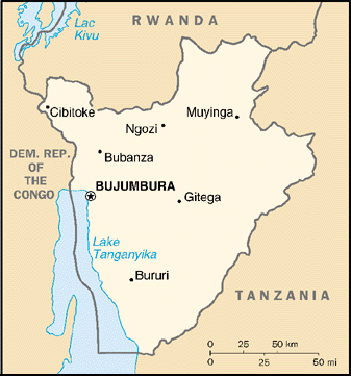 Lac
Kivu
RWANDA
Cibitoke
Muyinga
Ngozi
DEM. REP.
OF
THE
CONGO
Bubanza
BUJUMBURA
Gitega
Lake
Tanganyika
Bururi
TANZANIA
0 25 50 km
0 25 50 mi